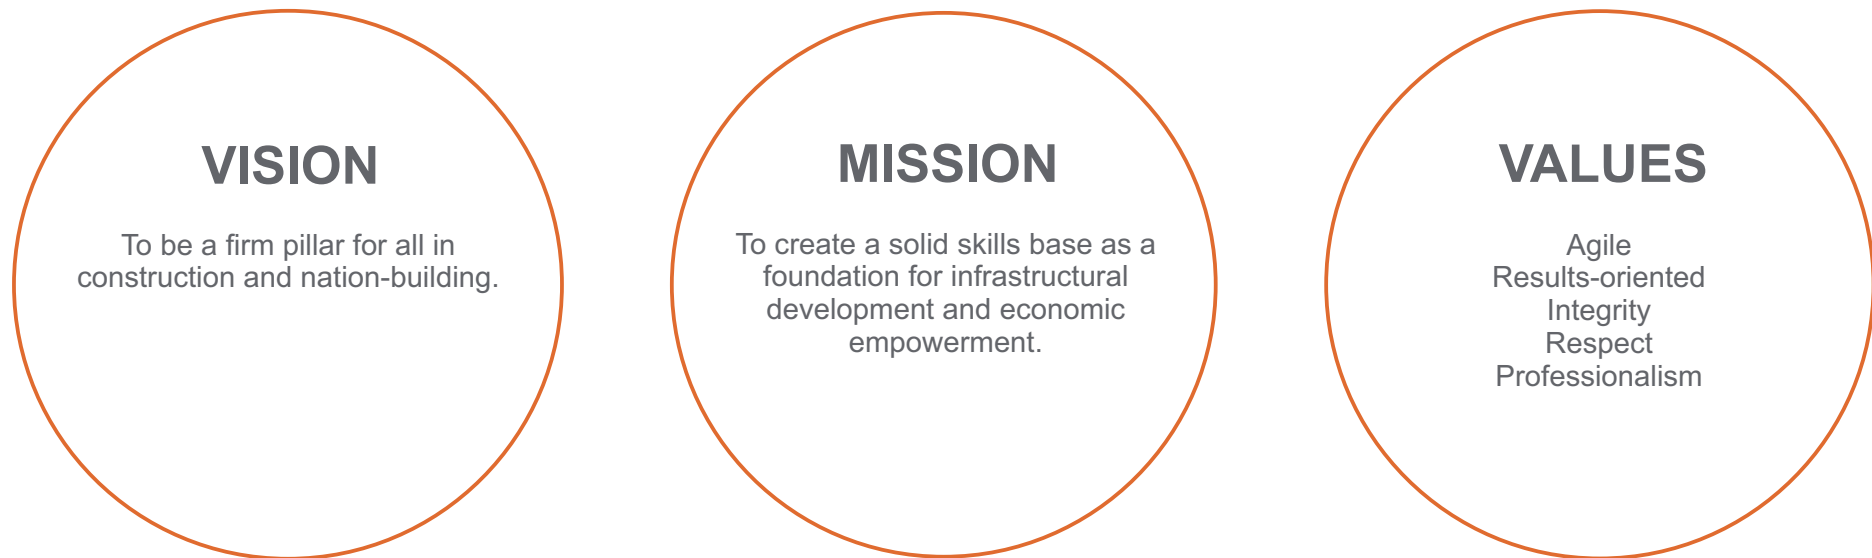 VISION
To be a firm pillar for all in
construction and nation-building.
MISSION
To create a solid skills base as a
foundation for infrastructural
development and economic
empowerment.
VALUES
Agile
Results-oriented
Integrity
Respect
Professionalism